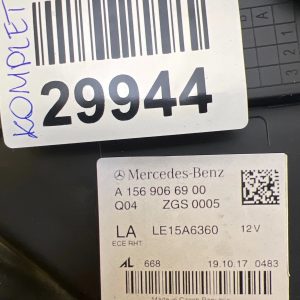 KOMPLET
29944
Mercedes-Benz
A 156 906 69 00
Q04 ZGS 0005
LA LE15A6360 12V
ECE RHT
AL 668 19.10.17 0483